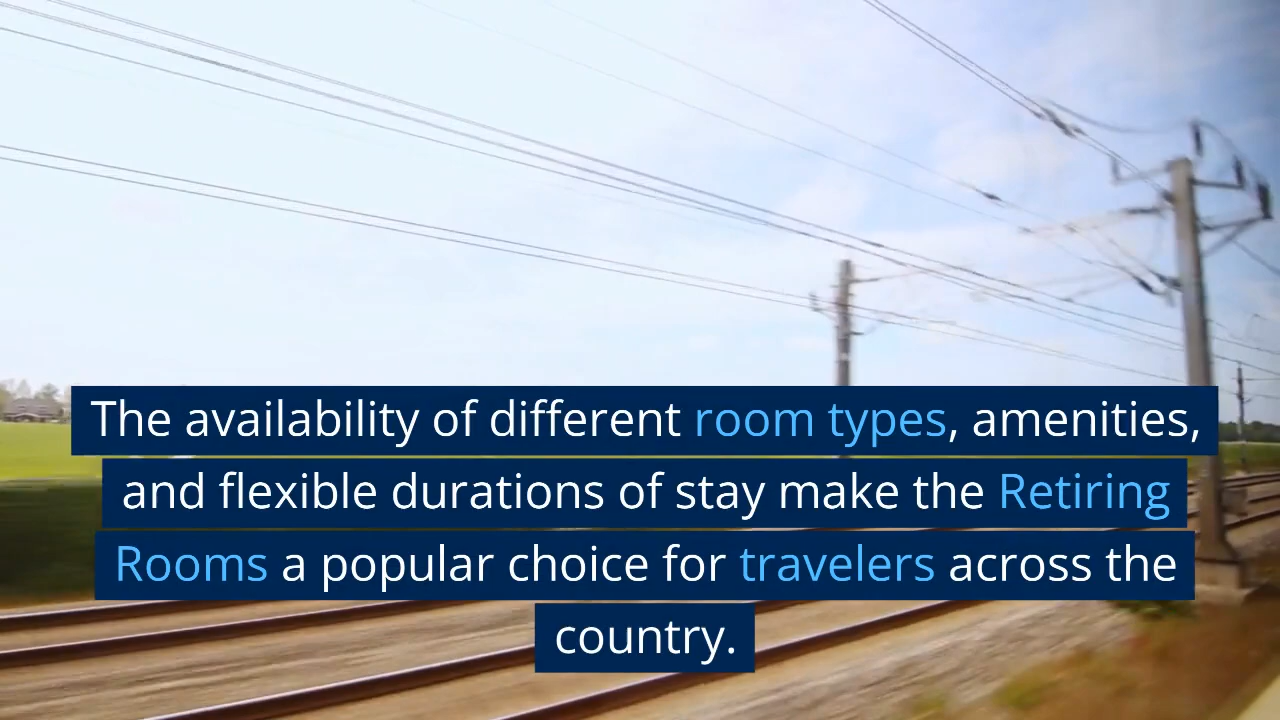 The availability of different room types, amenities,
and flexible durations of stay make the Retiring
Rooms a popular choice for travelers across the
country.